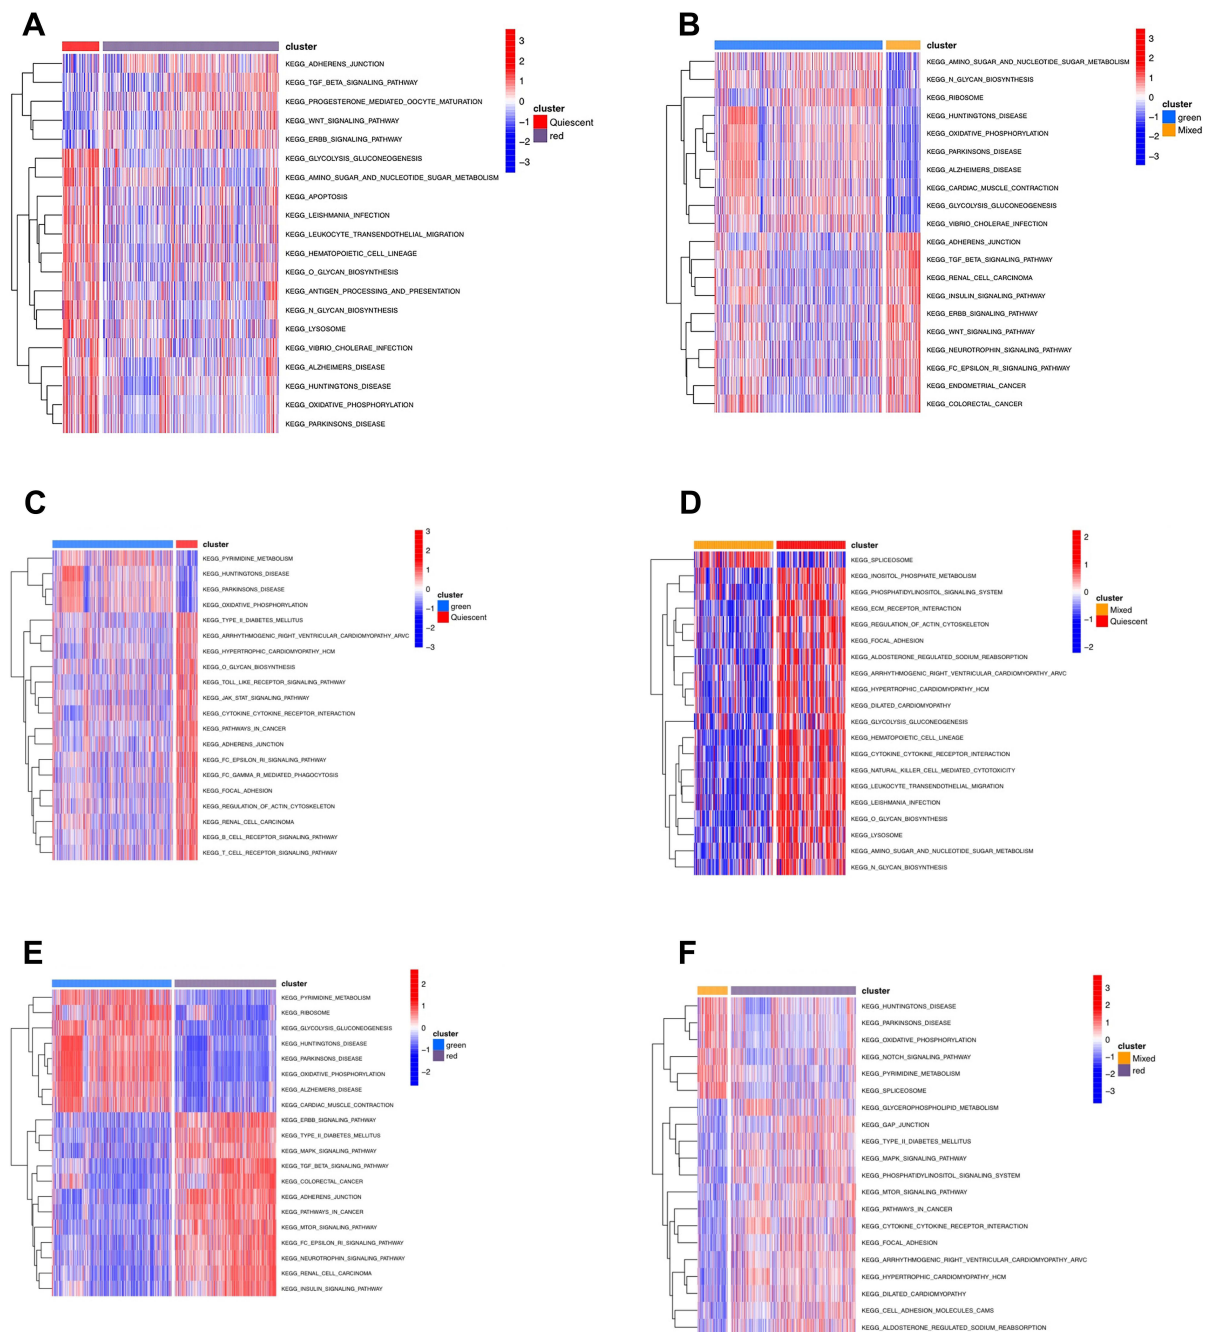 A
cluster
KEGG_ADHERENS_JUNCTION
KEGG_TGF_BETA_SIGNALING_PATHWAY
KEGG_PROGESTERONE_MEDIATED_OOCYTE_MATURATION
KEGG_WNT_SIGNALING_PATHWAY
KEGG_ERBB_SIGNALING_PATHWAY
KEGG_GLYCOLYSIS_GLUCONEOGENESIS
KEGG_AMINO_SUGAR_AND_NUCLEOTIDE_SUGAR_METABOLISM
KEGG_APOPTOSIS
KEGG_LEISHMANIA_INFECTION
KEGG_LEUKOCYTE_TRANSENDOTHELIAL_MIGRATION
KEGG_HEMATOPOIETIC_CELL_LINEAGE
KEGG_O_GLYCAN_BIOSYNTHESIS
KEGG_ANTIGEN_PROCESSING_AND_PRESENTATION
KEGG_N_GLYCAN_BIOSYNTHESIS
KEGG_LYSOSOME
KEGG_VIBRIO_CHOLERAE_INFECTION
KEGG_ALZHEIMERS_DISEASE
KEGG_HUNTINGTONS_DISEASE
KEGG_OXIDATIVE_PHOSPHORYLATION
KEGG_PARKINSONS_DISEASE
3
2
1
0
−1
−2
−3
cluster
Quiescent
red
B
cluster
KEGG_AMINO_SUGAR_AND_NUCLEOTIDE_SUGAR_METABOLISM
KEGG_N_GLYCAN_BIOSYNTHESIS
KEGG_RIBOSOME
KEGG_HUNTINGTONS_DISEASE
KEGG_OXIDATIVE_PHOSPHORYLATION
KEGG_PARKINSONS_DISEASE
KEGG_ALZHEIMERS_DISEASE
KEGG_CARDIAC_MUSCLE_CONTRACTION
KEGG_GLYCOLYSIS_GLUCONEOGENESIS
KEGG_VIBRIO_CHOLERAE_INFECTION
KEGG_ADHERENS_JUNCTION
KEGG_TGF_BETA_SIGNALING_PATHWAY
KEGG_RENAL_CELL_CARCINOMA
KEGG_INSULIN_SIGNALING_PATHWAY
KEGG_ERBB_SIGNALING_PATHWAY
KEGG_WNT_SIGNALING_PATHWAY
KEGG_NEUROTROPHIN_SIGNALING_PATHWAY
KEGG_FC_EPSILON_RI_SIGNALING_PATHWAY
KEGG_ENDOMETRIAL_CANCER
KEGG_COLORECTAL_CANCER
3
2
1
0
−1
−2
−3
cluster
green
Mixed
C
cluster
KEGG_PYRIMIDINE_METABOLISM
KEGG_HUNTINGTONS_DISEASE
KEGG_PARKINSONS_DISEASE
KEGG_OXIDATIVE_PHOSPHORYLATION
KEGG_TYPE_II_DIABETES_MELLITUS
KEGG_ARRHYTHMOGENIC_RIGHT_VENTRICULAR_CARDIOMYOPATHY_ARVC
KEGG_HYPERTROPHIC_CARDIOMYOPATHY_HCM
KEGG_O_GLYCAN_BIOSYNTHESIS
KEGG_TOLL_LIKE_RECEPTOR_SIGNALING_PATHWAY
KEGG_JAK_STAT_SIGNALING_PATHWAY
KEGG_CYTOKINE_CYTOKINE_RECEPTOR_INTERACTION
KEGG_PATHWAYS_IN_CANCER
KEGG_ADHERENS_JUNCTION
KEGG_FC_EPSILON_RI_SIGNALING_PATHWAY
KEGG_FC_GAMMA_R_MEDIATED_PHAGOCYTOSIS
KEGG_FOCAL_ADHESION
KEGG_REGULATION_OF_ACTIN_CYTOSKELETON
KEGG_RENAL_CELL_CARCINOMA
KEGG_B_CELL_RECEPTOR_SIGNALING_PATHWAY
KEGG_T_CELL_RECEPTOR_SIGNALING_PATHWAY
3
2
1
0
−1
−2
−3
cluster
green
Quiescent
D
cluster
KEGG_SPLICEOSOME
KEGG_INOSITOL_PHOSPHATE_METABOLISM
KEGG_PHOSPHATIDYLINOSITOL_SIGNALING_SYSTEM
KEGG_ECM_RECEPTOR_INTERACTION
KEGG_REGULATION_OF_ACTIN_CYTOSKELETON
KEGG_FOCAL_ADHESION
KEGG_ALDOSTERONE_REGULATED_SODIUM_REABSORPTION
KEGG_ARRHYTHMOGENIC_RIGHT_VENTRICULAR_CARDIOMYOPATHY_ARVC
KEGG_HYPERTROPHIC_CARDIOMYOPATHY_HCM
KEGG_DILATED_CARDIOMYOPATHY
KEGG_GLYCOLYSIS_GLUCONEOGENESIS
KEGG_HEMATOPOIETIC_CELL_LINEAGE
KEGG_CYTOKINE_CYTOKINE_RECEPTOR_INTERACTION
KEGG_NATURAL_KILLER_CELL_MEDIATED_CYTOTOXICITY
KEGG_LEUKOCYTE_TRANSENDOTHELIAL_MIGRATION
KEGG_LEISHMANIA_INFECTION
KEGG_O_GLYCAN_BIOSYNTHESIS
KEGG_LYSOSOME
KEGG_AMINO_SUGAR_AND_NUCLEOTIDE_SUGAR_METABOLISM
KEGG_N_GLYCAN_BIOSYNTHESIS
2
1
0
−1
−2
cluster
Mixed
Quiescent
E
cluster
KEGG_PYRIMIDINE_METABOLISM
KEGG_RIBOSOME
KEGG_GLYCOLYSIS_GLUCONEOGENESIS
KEGG_HUNTINGTONS_DISEASE
KEGG_PARKINSONS_DISEASE
KEGG_OXIDATIVE_PHOSPHORYLATION
KEGG_ALZHEIMERS_DISEASE
KEGG_CARDIAC_MUSCLE_CONTRACTION
KEGG_ERBB_SIGNALING_PATHWAY
KEGG_TYPE_II_DIABETES_MELLITUS
KEGG_MAPK_SIGNALING_PATHWAY
KEGG_TGF_BETA_SIGNALING_PATHWAY
KEGG_COLORECTAL_CANCER
KEGG_ADHERENS_JUNCTION
KEGG_PATHWAYS_IN_CANCER
KEGG_MTOR_SIGNALING_PATHWAY
KEGG_FC_EPSILON_RI_SIGNALING_PATHWAY
KEGG_NEUROTROPHIN_SIGNALING_PATHWAY
KEGG_RENAL_CELL_CARCINOMA
KEGG_INSULIN_SIGNALING_PATHWAY
2
1
0
−1
−2
cluster
green
red
F
cluster
KEGG_HUNTINGTONS_DISEASE
KEGG_PARKINSONS_DISEASE
KEGG_OXIDATIVE_PHOSPHORYLATION
KEGG_NOTCH_SIGNALING_PATHWAY
KEGG_PYRIMIDINE_METABOLISM
KEGG_SPLICEOSOME
KEGG_GLYCEROPHOSPHOLIPID_METABOLISM
KEGG_GAP_JUNCTION
KEGG_TYPE_II_DIABETES_MELLITUS
KEGG_MAPK_SIGNALING_PATHWAY
KEGG_PHOSPHATIDYLINOSITOL_SIGNALING_SYSTEM
KEGG_MTOR_SIGNALING_PATHWAY
KEGG_PATHWAYS_IN_CANCER
KEGG_CYTOKINE_CYTOKINE_RECEPTOR_INTERACTION
KEGG_FOCAL_ADHESION
KEGG_ARRHYTHMOGENIC_RIGHT_VENTRICULAR_CARDIOMYOPATHY_ARVC
KEGG_HYPERTROPHIC_CARDIOMYOPATHY_HCM
KEGG_DILATED_CARDIOMYOPATHY
KEGG_CELL_ADHESION_MOLECULES_CAMS
KEGG_ALDOSTERONE_REGULATED_SODIUM_REABSORPTION
3
2
1
0
−1
−2
−3
cluster
Mixed
red